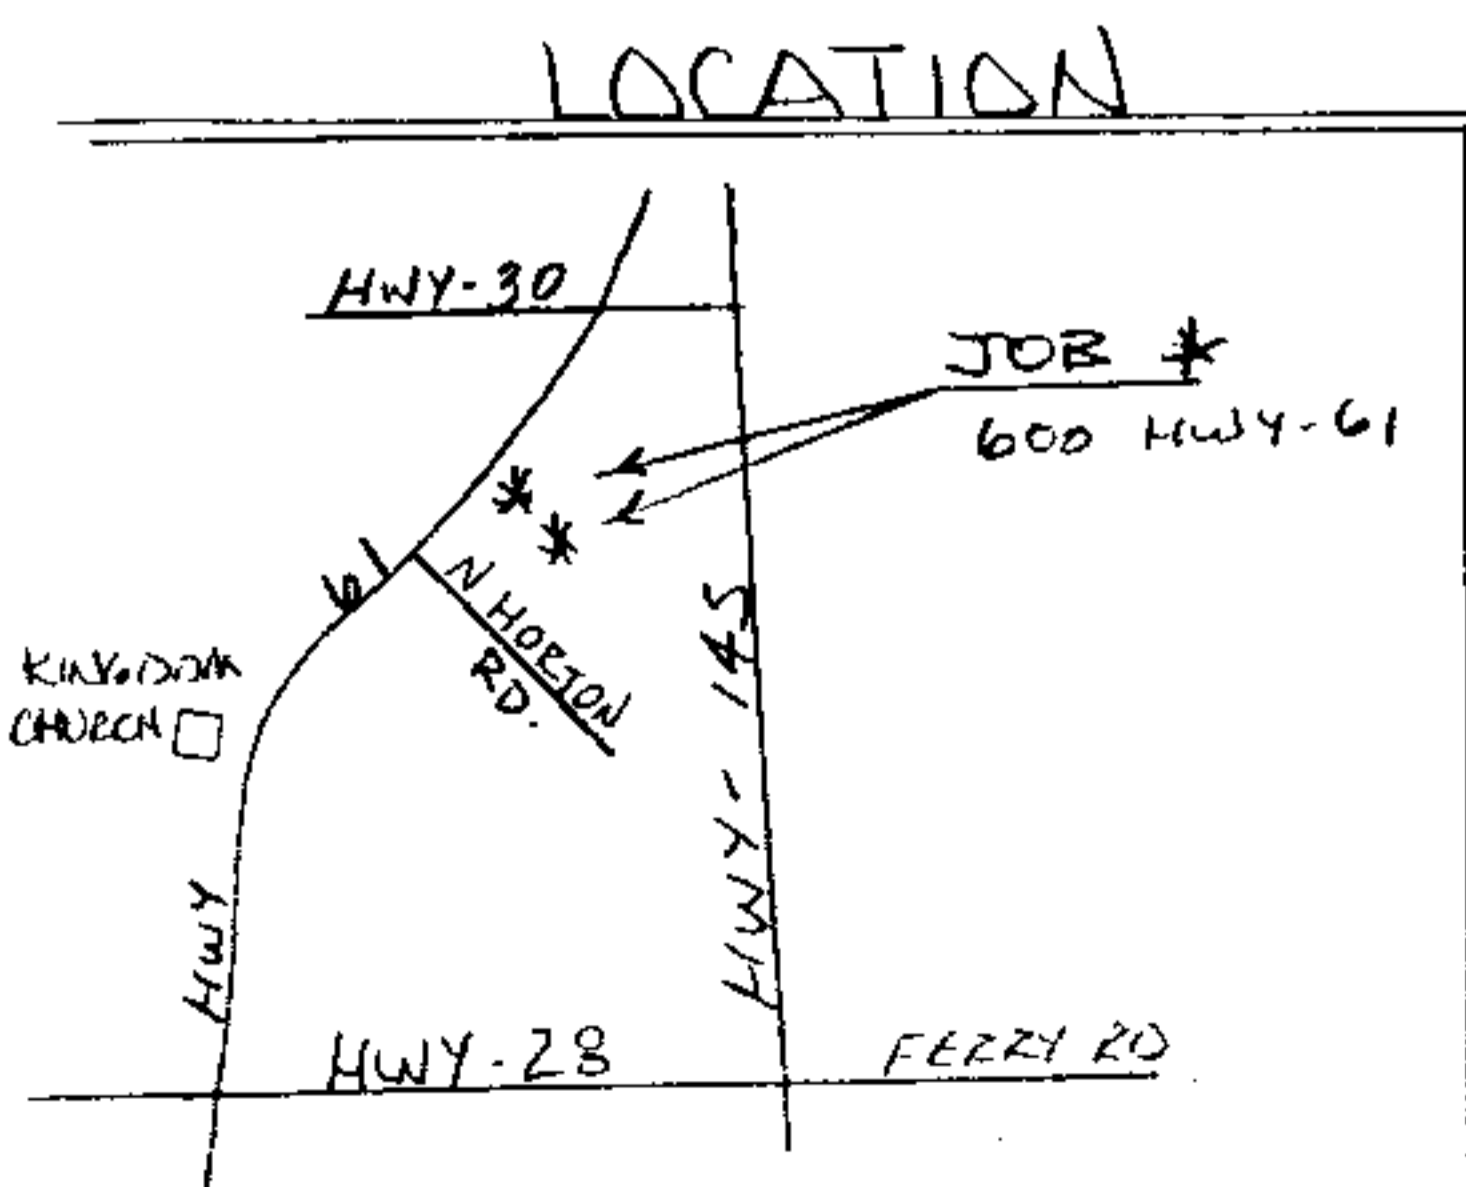 LOCATION
HWY-30
JOB *
600 HWY-61
* *
N HORTON
RD.
61
KINGDOM
CHURCH
HWY-145
HWY
HWY-28
FERRY RD